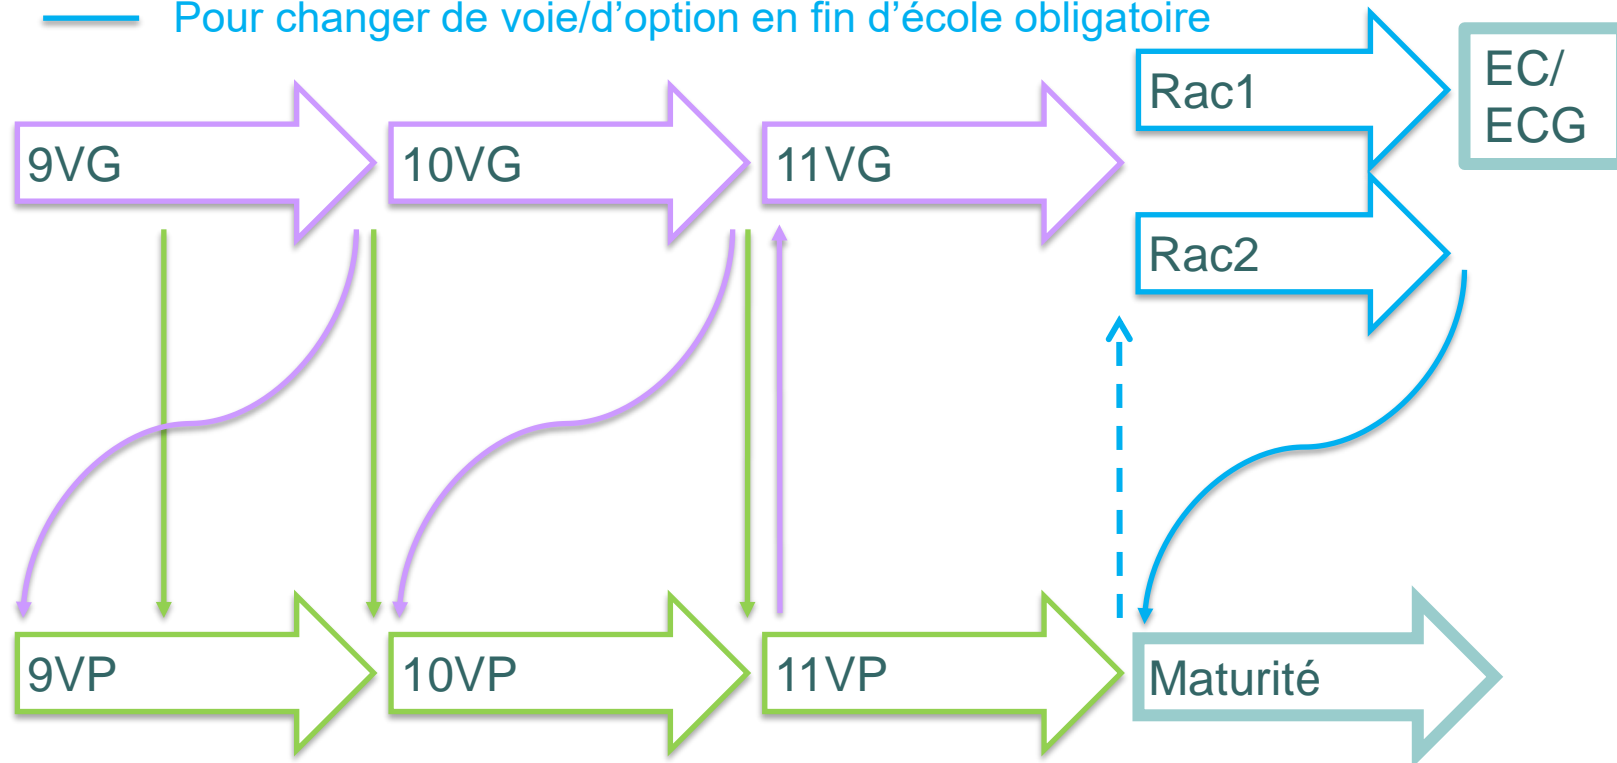 Pour changer de voie/d’option en fin d’école obligatoire
Rac1
EC/
ECG
9VG
10VG
11VG
Rac2
9VP
10VP
11VP
Maturité